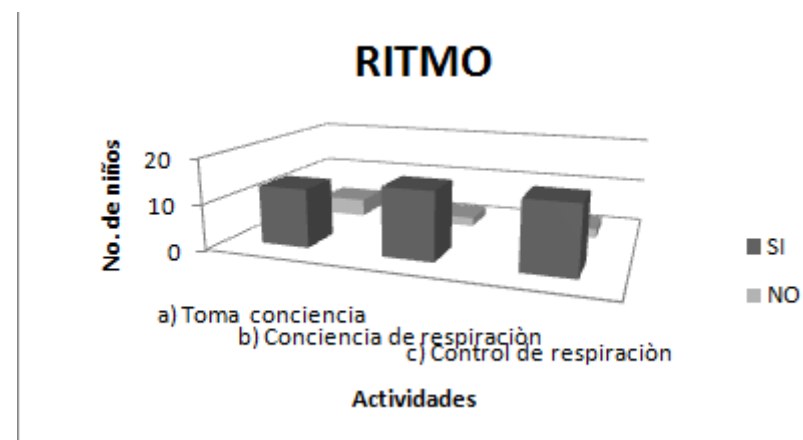 RITMO
No. de niños
20
10
0
SI
NO
a) Toma conciencia
b) Conciencia de respiraciòn
c) Control de respiraciòn
Actividades